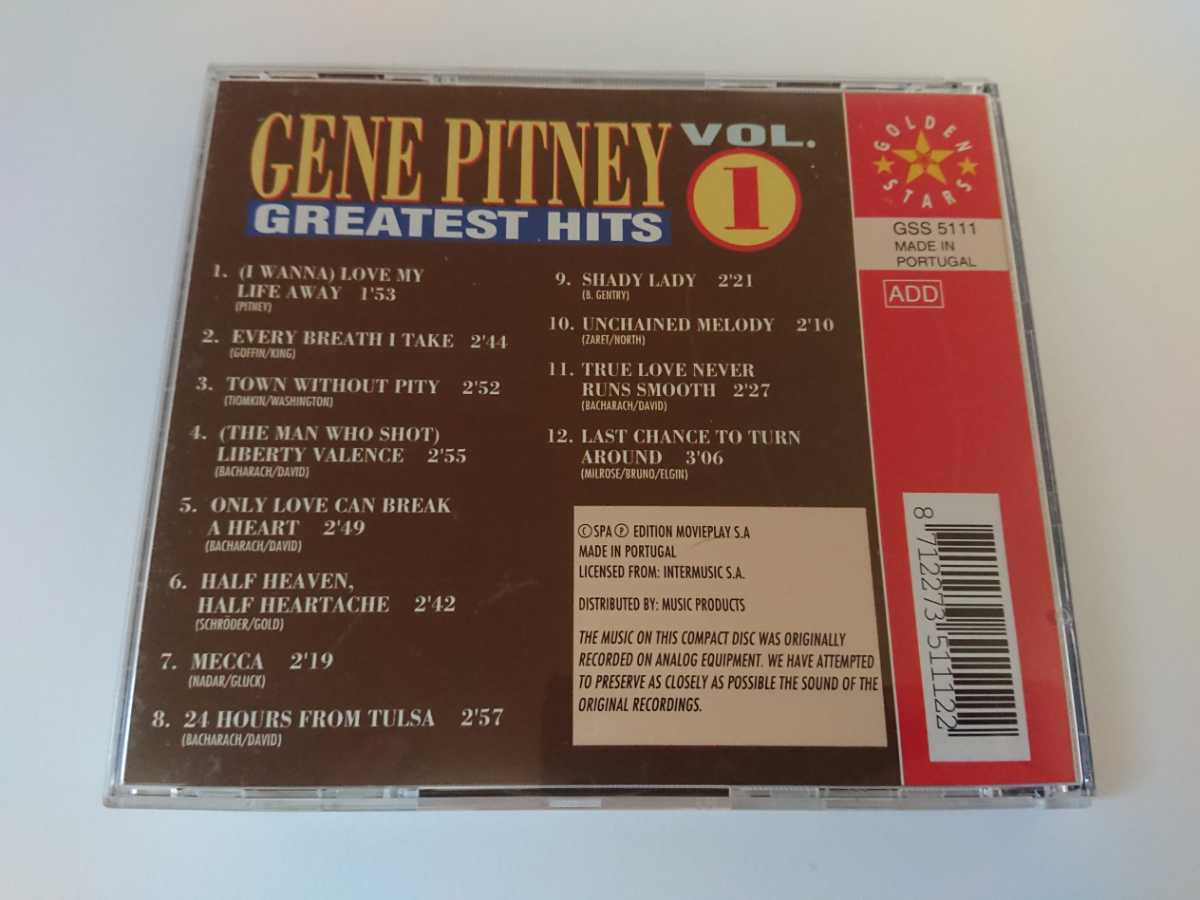 GENE PITNEY VOL. 1
GREATEST HITS
1. (I WANNA) LOVE MY
LIFE AWAY 1'53
(PITNEY)
2. EVERY BREATH I TAKE 2'44
(GOFFIN/KING)
3. TOWN WITHOUT PITY 2'52
(TIOMKIN/WASHINGTON)
4. (THE MAN WHO SHOT)
LIBERTY VALENCE 2'55
(BACHARACH/DAVID)
5. ONLY LOVE CAN BREAK
A HEART 2'49
(BACHARACH/DAVID)
6. HALF HEAVEN,
HALF HEARTACHE 2'42
(SCHRÖDER/GOLD)
7. MECCA 2'19
(NADAR/GLUCK)
8. 24 HOURS FROM TULSA 2'57
(BACHARACH/DAVID)
9. SHADY LADY 2'21
(B. GENTRY)
10. UNCHAINED MELODY 2'10
(ZARET/NORTH)
11. TRUE LOVE NEVER
RUNS SMOOTH 2'27
(BACHARACH/DAVID)
12. LAST CHANCE TO TURN
AROUND 3'06
(MILROSE/BRUNO/ELGIN)
©SPA℗ EDITION MOVIEPLAY S.A
MADE IN PORTUGAL
LICENSED FROM: INTERMUSIC S.A.
DISTRIBUTED BY: MUSIC PRODUCTS
THE MUSIC ON THIS COMPACT DISC WAS ORIGINALLY
RECORDED ON ANALOG EQUIPMENT. WE HAVE ATTEMPTED
TO PRESERVE AS CLOSELY AS POSSIBLE THE SOUND OF THE
ORIGINAL RECORDINGS.
GOLDEN
STARS
GSS 5111
MADE IN
PORTUGAL
ADD
8 712273 511122